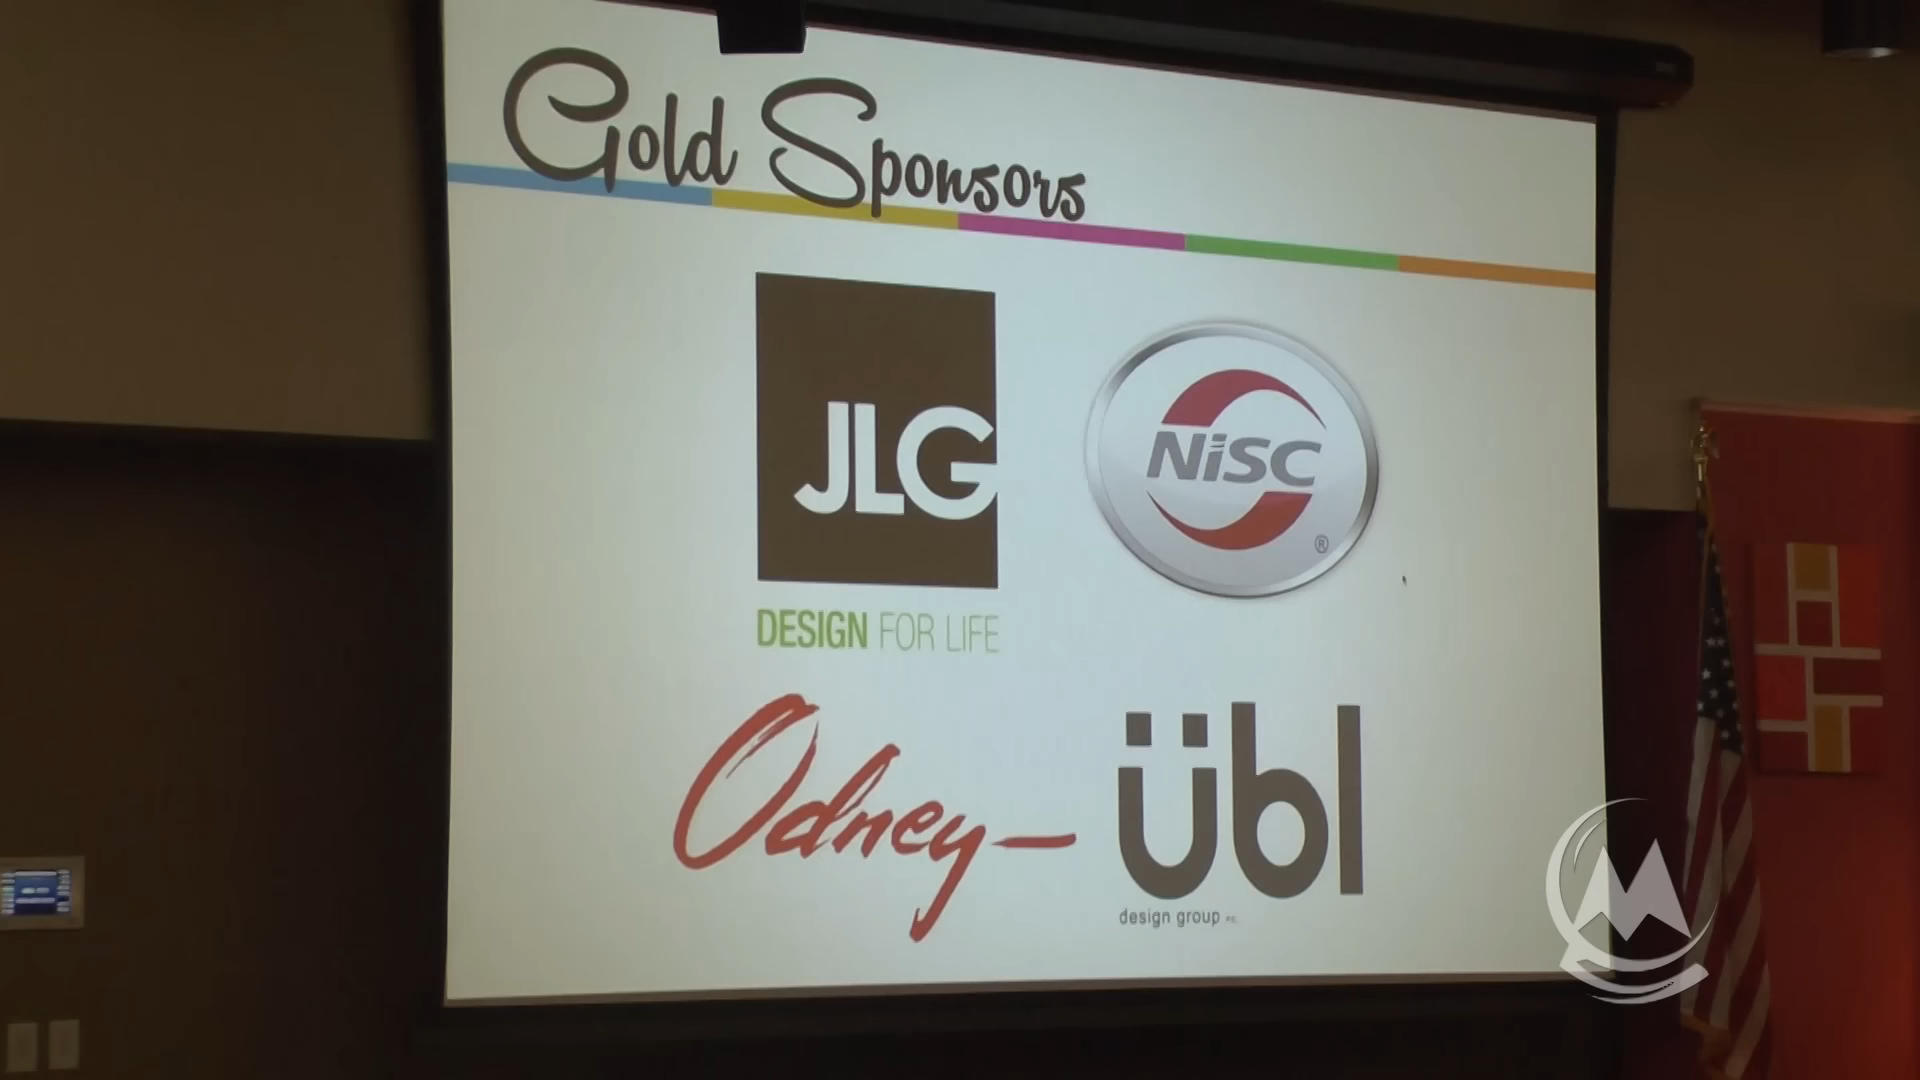 Gold Sponsors
JLG
DESIGN FOR LIFE
NiSC
®
Odney
übl
design group P.C.
M